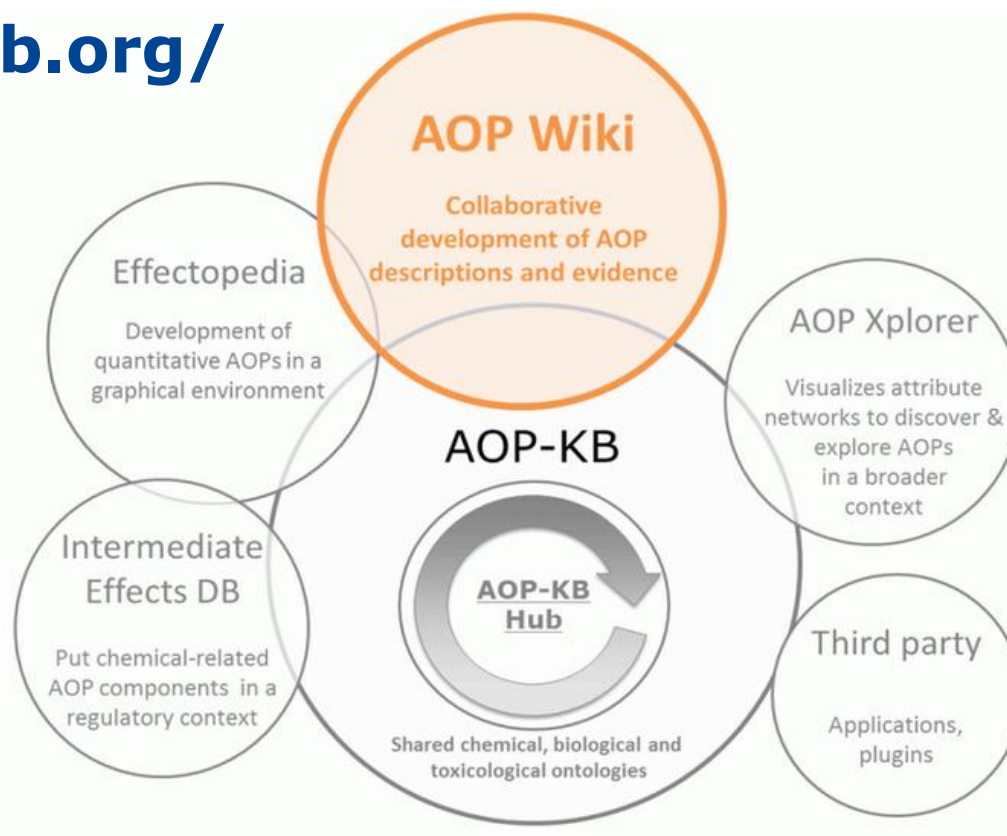 b.org/
AOP Wiki
Collaborative
development of AOP
descriptions and evidence
Effectopedia
Development of
quantitative AOPs in a
graphical environment
AOP Xplorer
Visualizes attribute
networks to discover &
explore AOPs
in a broader
context
AOP-KB
Intermediate
Effects DB
Put chemical-related
AOP components in a
regulatory context
AOP-KB
Hub
Shared chemical, biological and
toxicological ontologies
Third party
Applications,
plugins